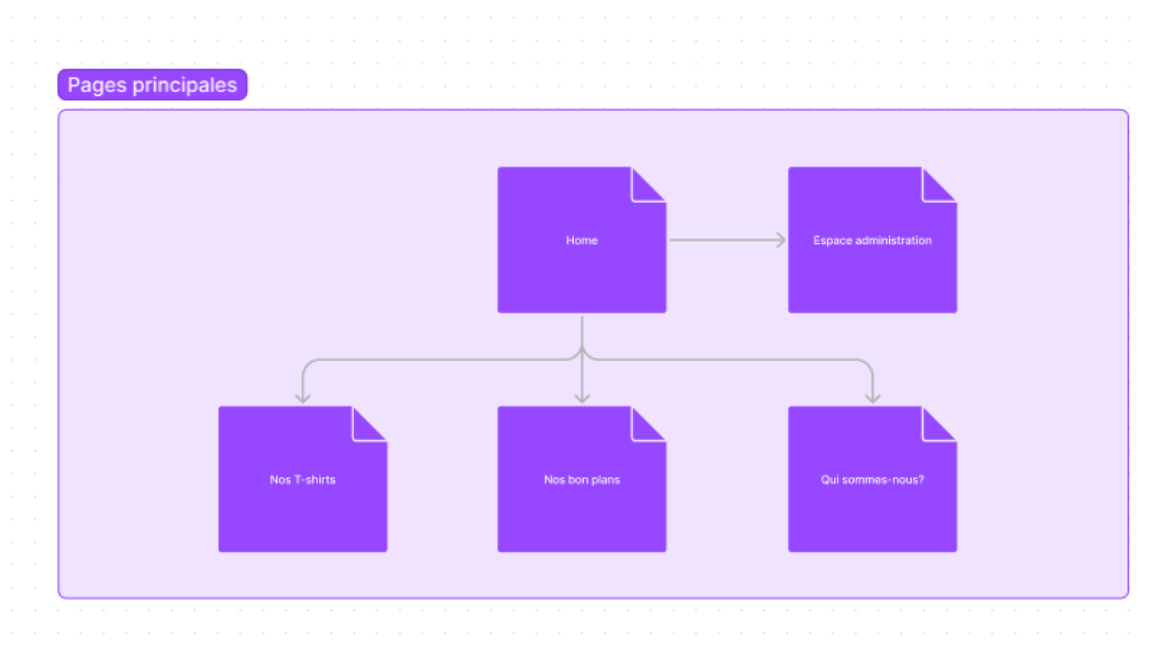 Pages principales
Home
Espace administration
Nos T-shirts
Nos bon plans
Qui sommes-nous?